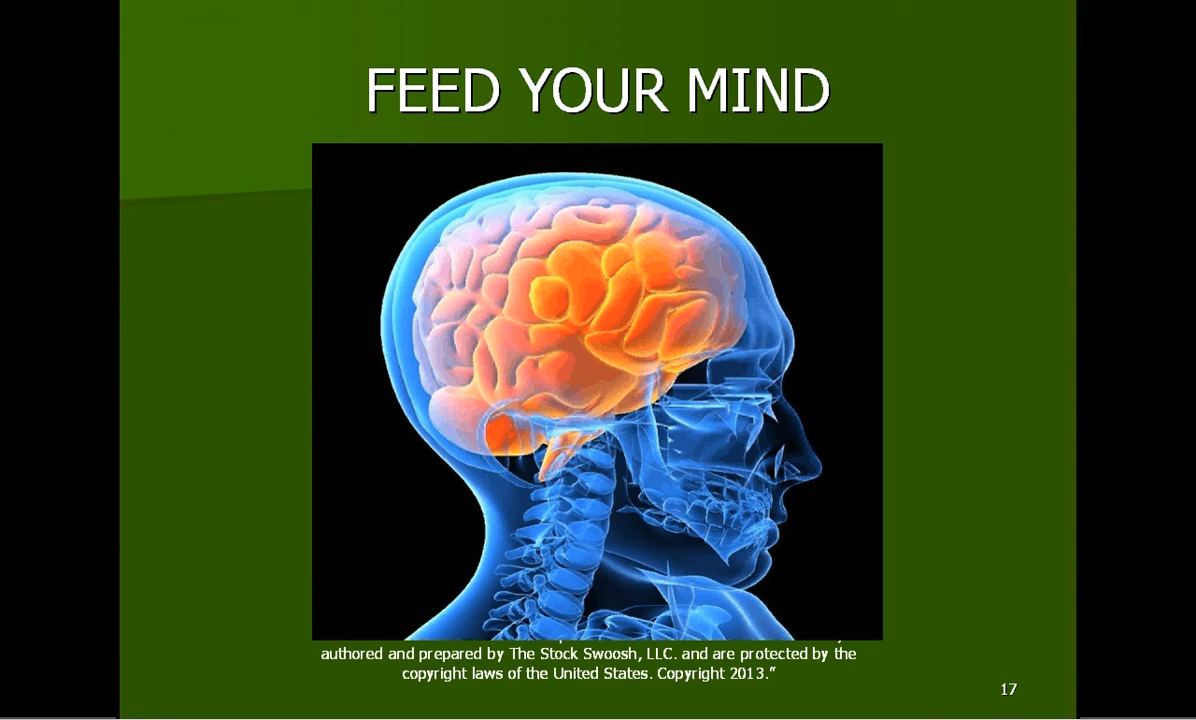 FEED YOUR MIND
authored and prepared by The Stock Swoosh, LLC. and are protected by the
copyright laws of the United States. Copyright 2013."
17